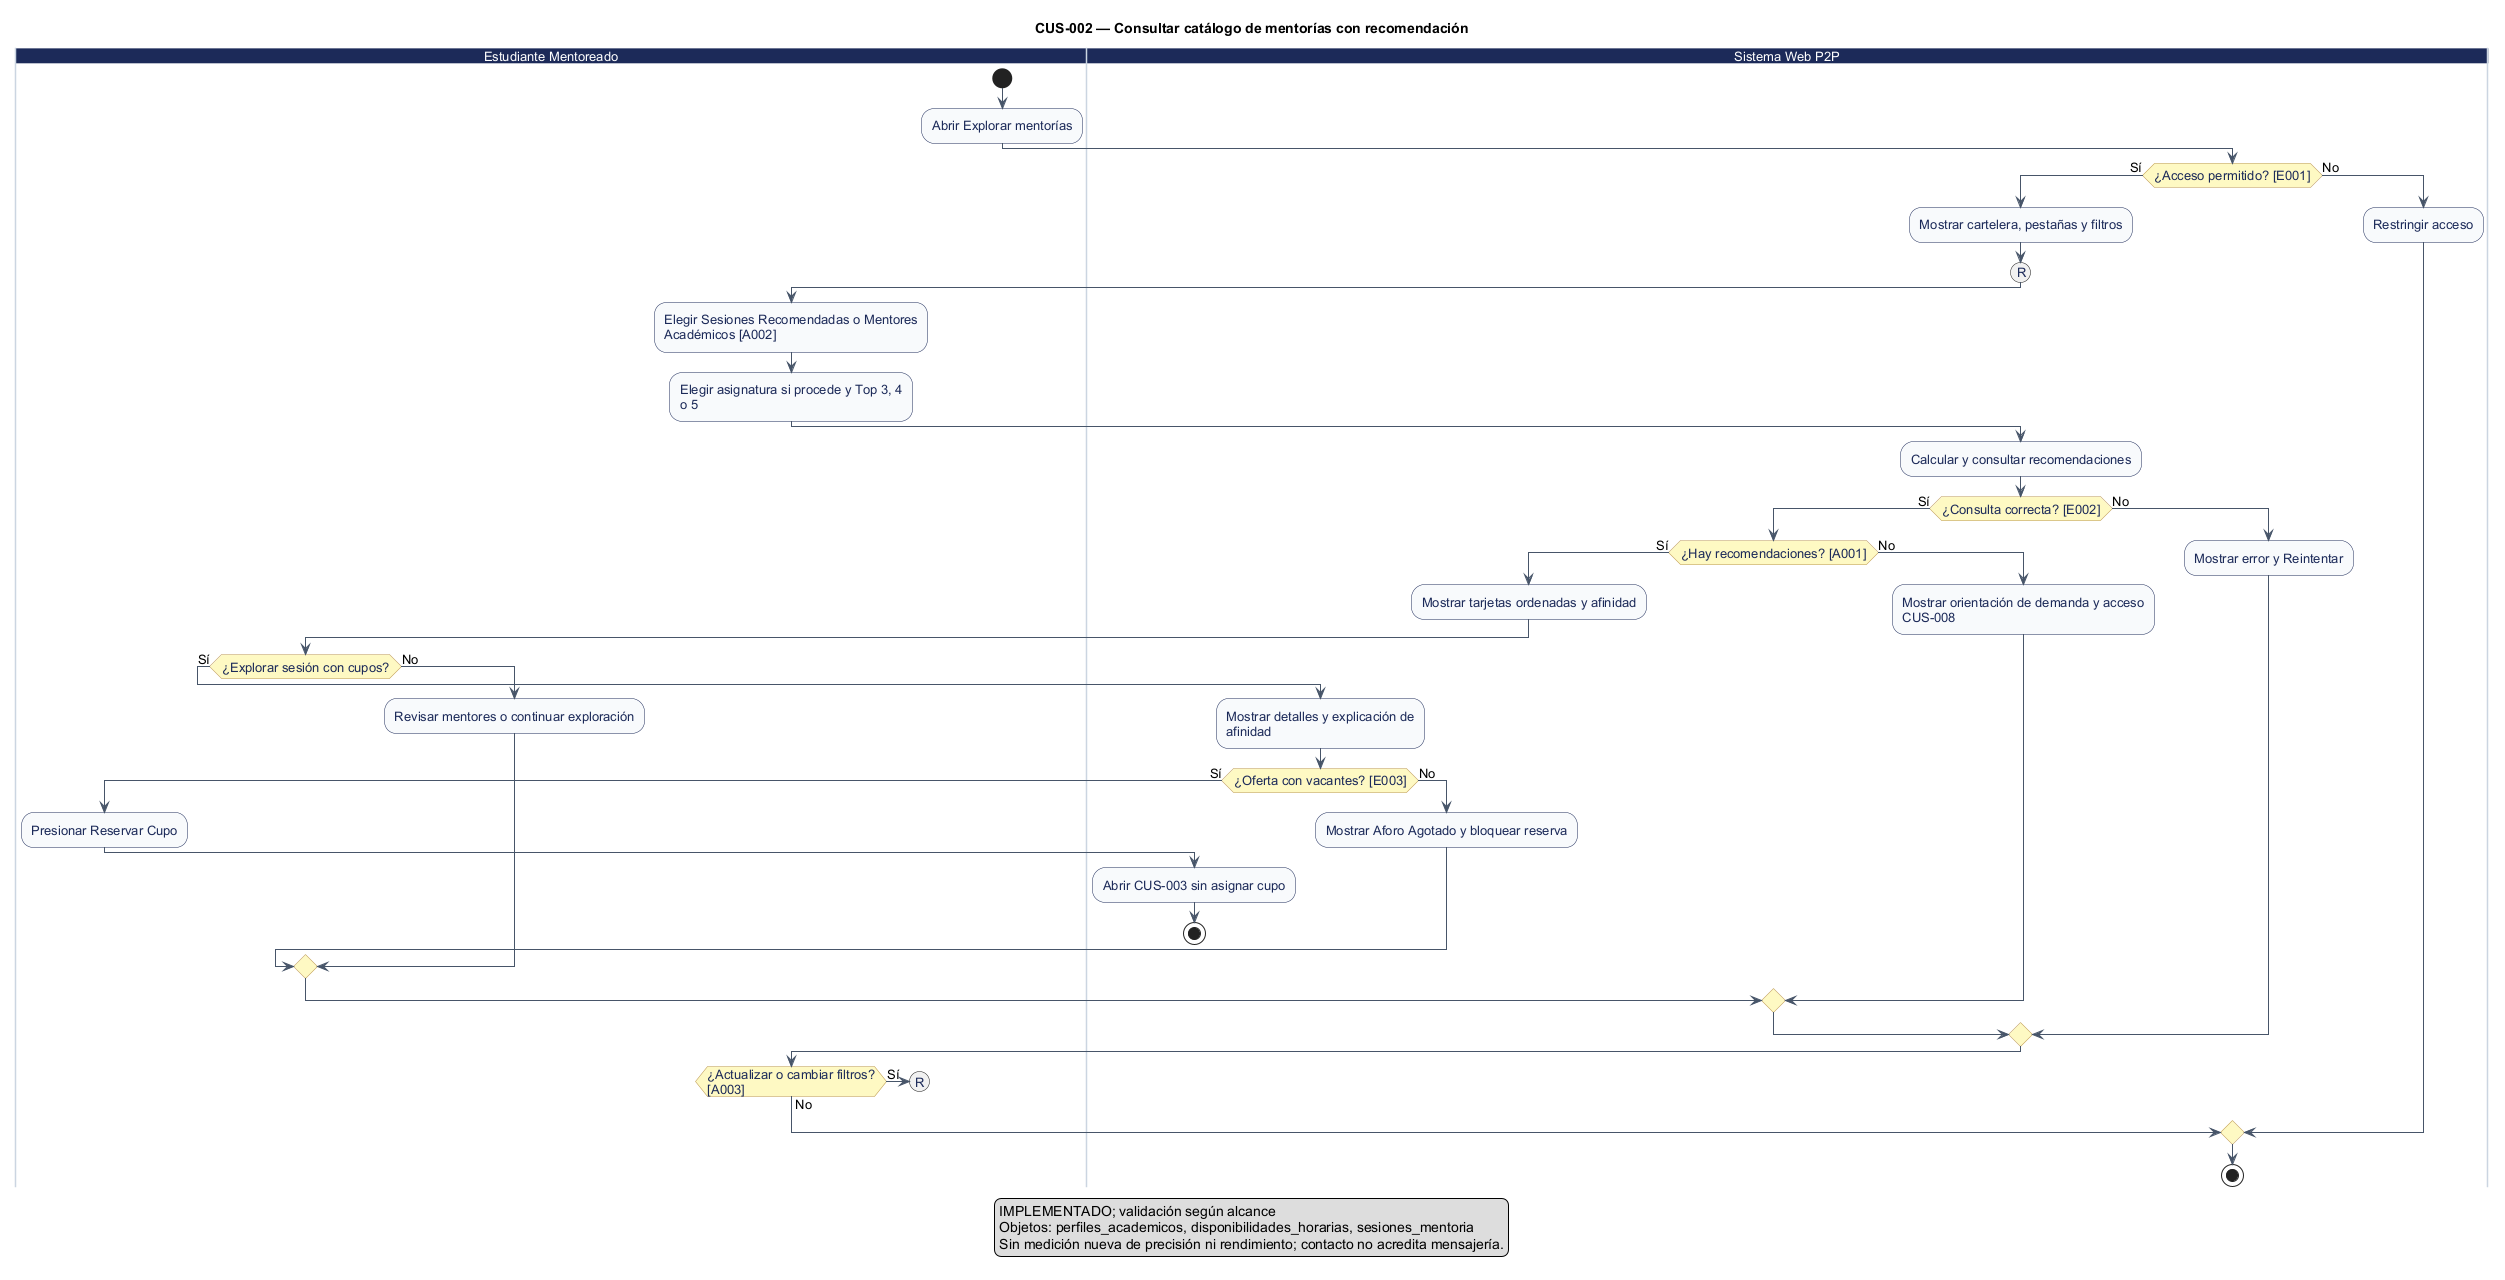 CUS-002 — Consultar catálogo de mentorías con recomendación
Estudiante Mentoreado
Sistema Web P2P
Abrir Explorar mentorías
Sí
¿Acceso permitido? [E001]
No
Mostrar cartelera, pestañas y filtros
Restringir acceso
R
Elegir Sesiones Recomendadas o Mentores
Académicos [A002]
Elegir asignatura si procede y Top 3, 4
o 5
Calcular y consultar recomendaciones
Sí
¿Consulta correcta? [E002]
No
Sí
¿Hay recomendaciones? [A001]
No
Mostrar error y Reintentar
Mostrar tarjetas ordenadas y afinidad
Mostrar orientación de demanda y acceso
CUS-008
Sí
¿Explorar sesión con cupos?
No
Revisar mentores o continuar exploración
Mostrar detalles y explicación de
afinidad
Sí
¿Oferta con vacantes? [E003]
No
Presionar Reservar Cupo
Mostrar Aforo Agotado y bloquear reserva
Abrir CUS-003 sin asignar cupo
¿Actualizar o cambiar filtros?
[A003]
Sí
R
No
IMPLEMENTADO; validación según alcance
Objetos: perfiles_academicos, disponibilidades_horarias, sesiones_mentoria
Sin medición nueva de precisión ni rendimiento; contacto no acredita mensajería.